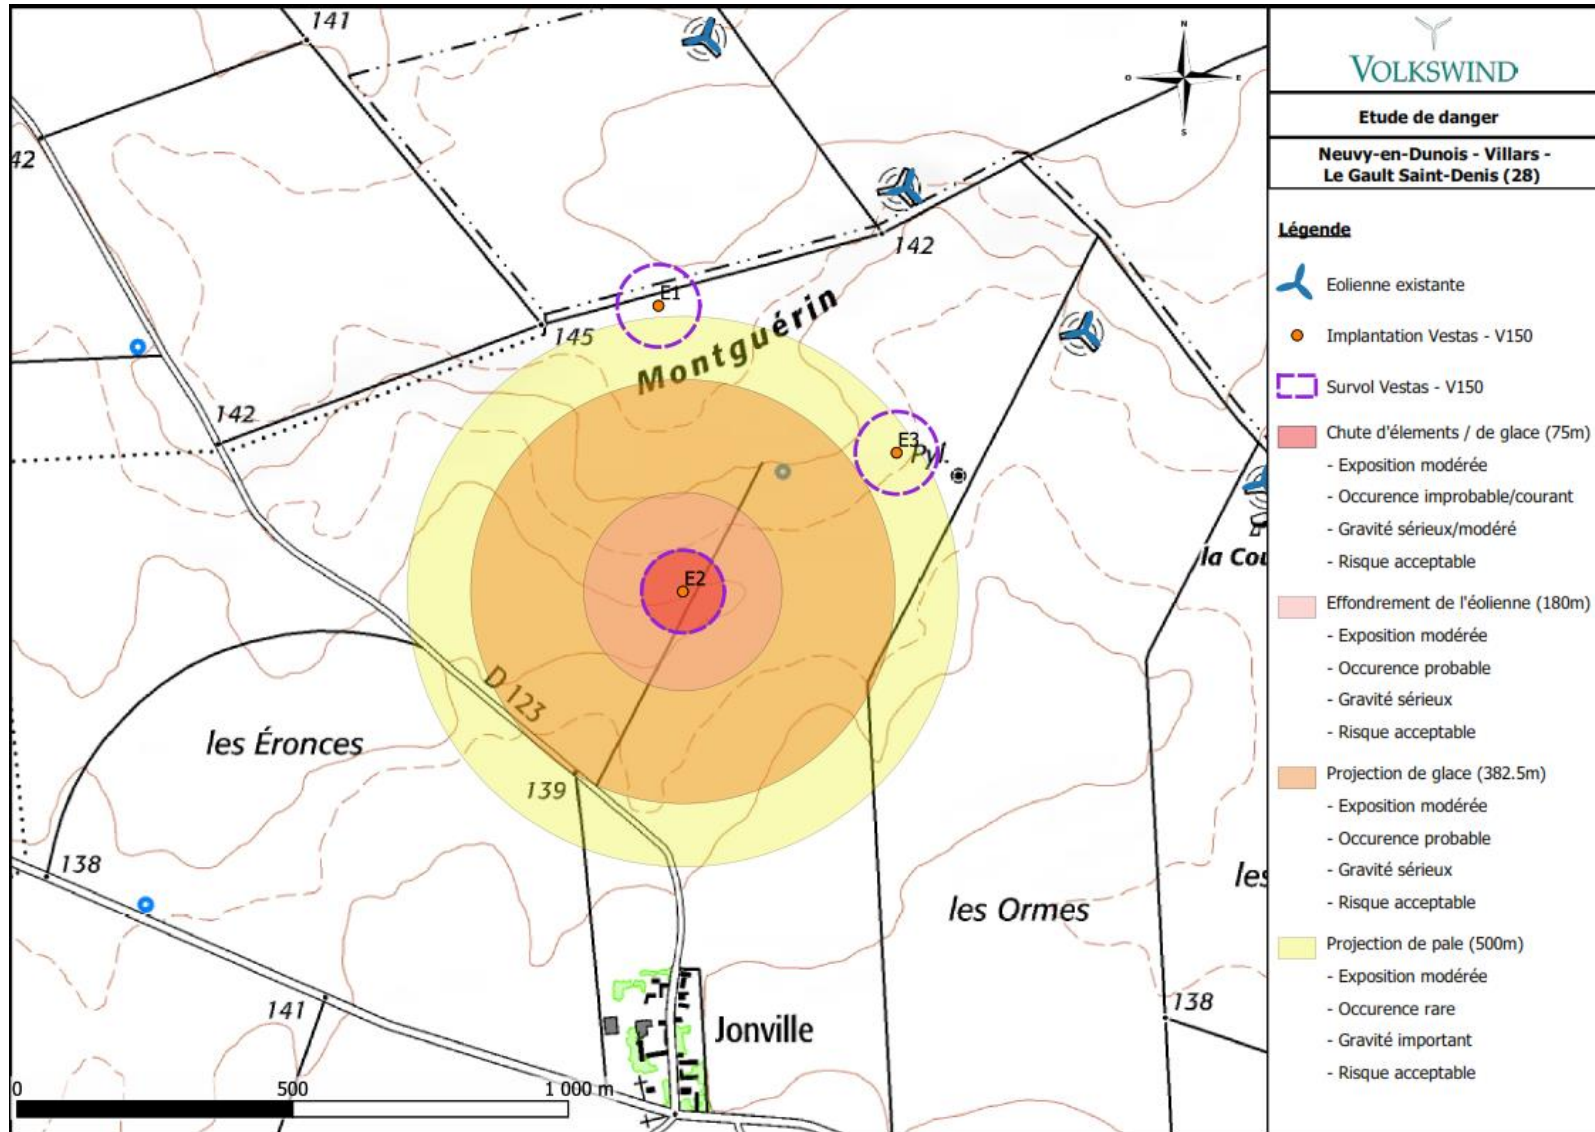 141
142
N
O
E
S
142
E1
145
Montguérin
142
E3
Pyl.
E2
la Cou
D 123
les Éronces
139
138
les
les Ormes
141
138
Jonville
0
500
1 000 m
VOLKSWIND
Etude de danger
Neuvy-en-Dunois - Villars -
Le Gault Saint-Denis (28)
Légende
Eolienne existante
Implantation Vestas - V150
Survol Vestas - V150
Chute d'élements / de glace (75m)
- Exposition modérée
- Occurence improbable/courant
- Gravité sérieux/modéré
- Risque acceptable
Effondrement de l'éolienne (180m)
- Exposition modérée
- Occurence probable
- Gravité sérieux
- Risque acceptable
Projection de glace (382.5m)
- Exposition modérée
- Occurence probable
- Gravité sérieux
- Risque acceptable
Projection de pale (500m)
- Exposition modérée
- Occurence rare
- Gravité important
- Risque acceptable